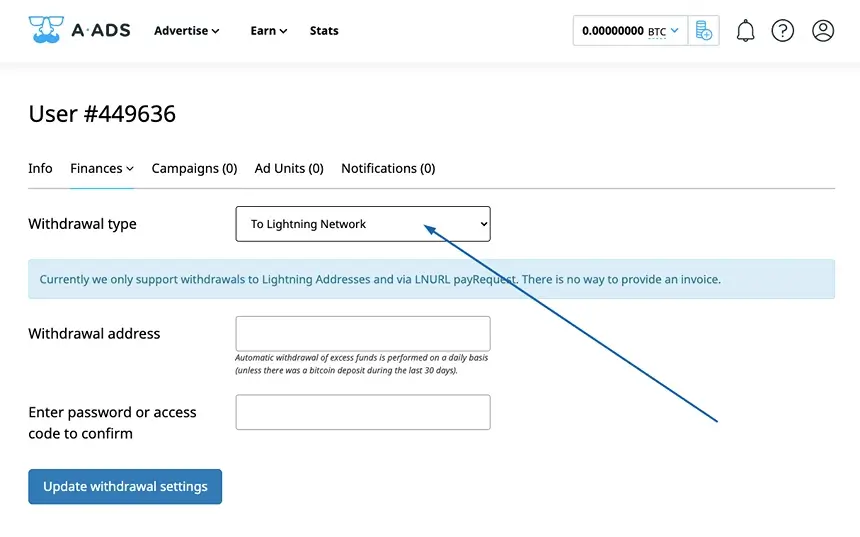 A-ADS Advertise Earn Stats 0.00000000 BTC
User #449636
Info Finances Campaigns (0) Ad Units (0) Notifications (0)
Withdrawal type To Lightning Network
Currently we only support withdrawals to Lightning Addresses and via LNURL payRequest. There is no way to provide an invoice.
Withdrawal address
Automatic withdrawal of excess funds is performed on a daily basis
(unless there was a bitcoin deposit during the last 30 days).
Enter password or access
code to confirm
Update withdrawal settings